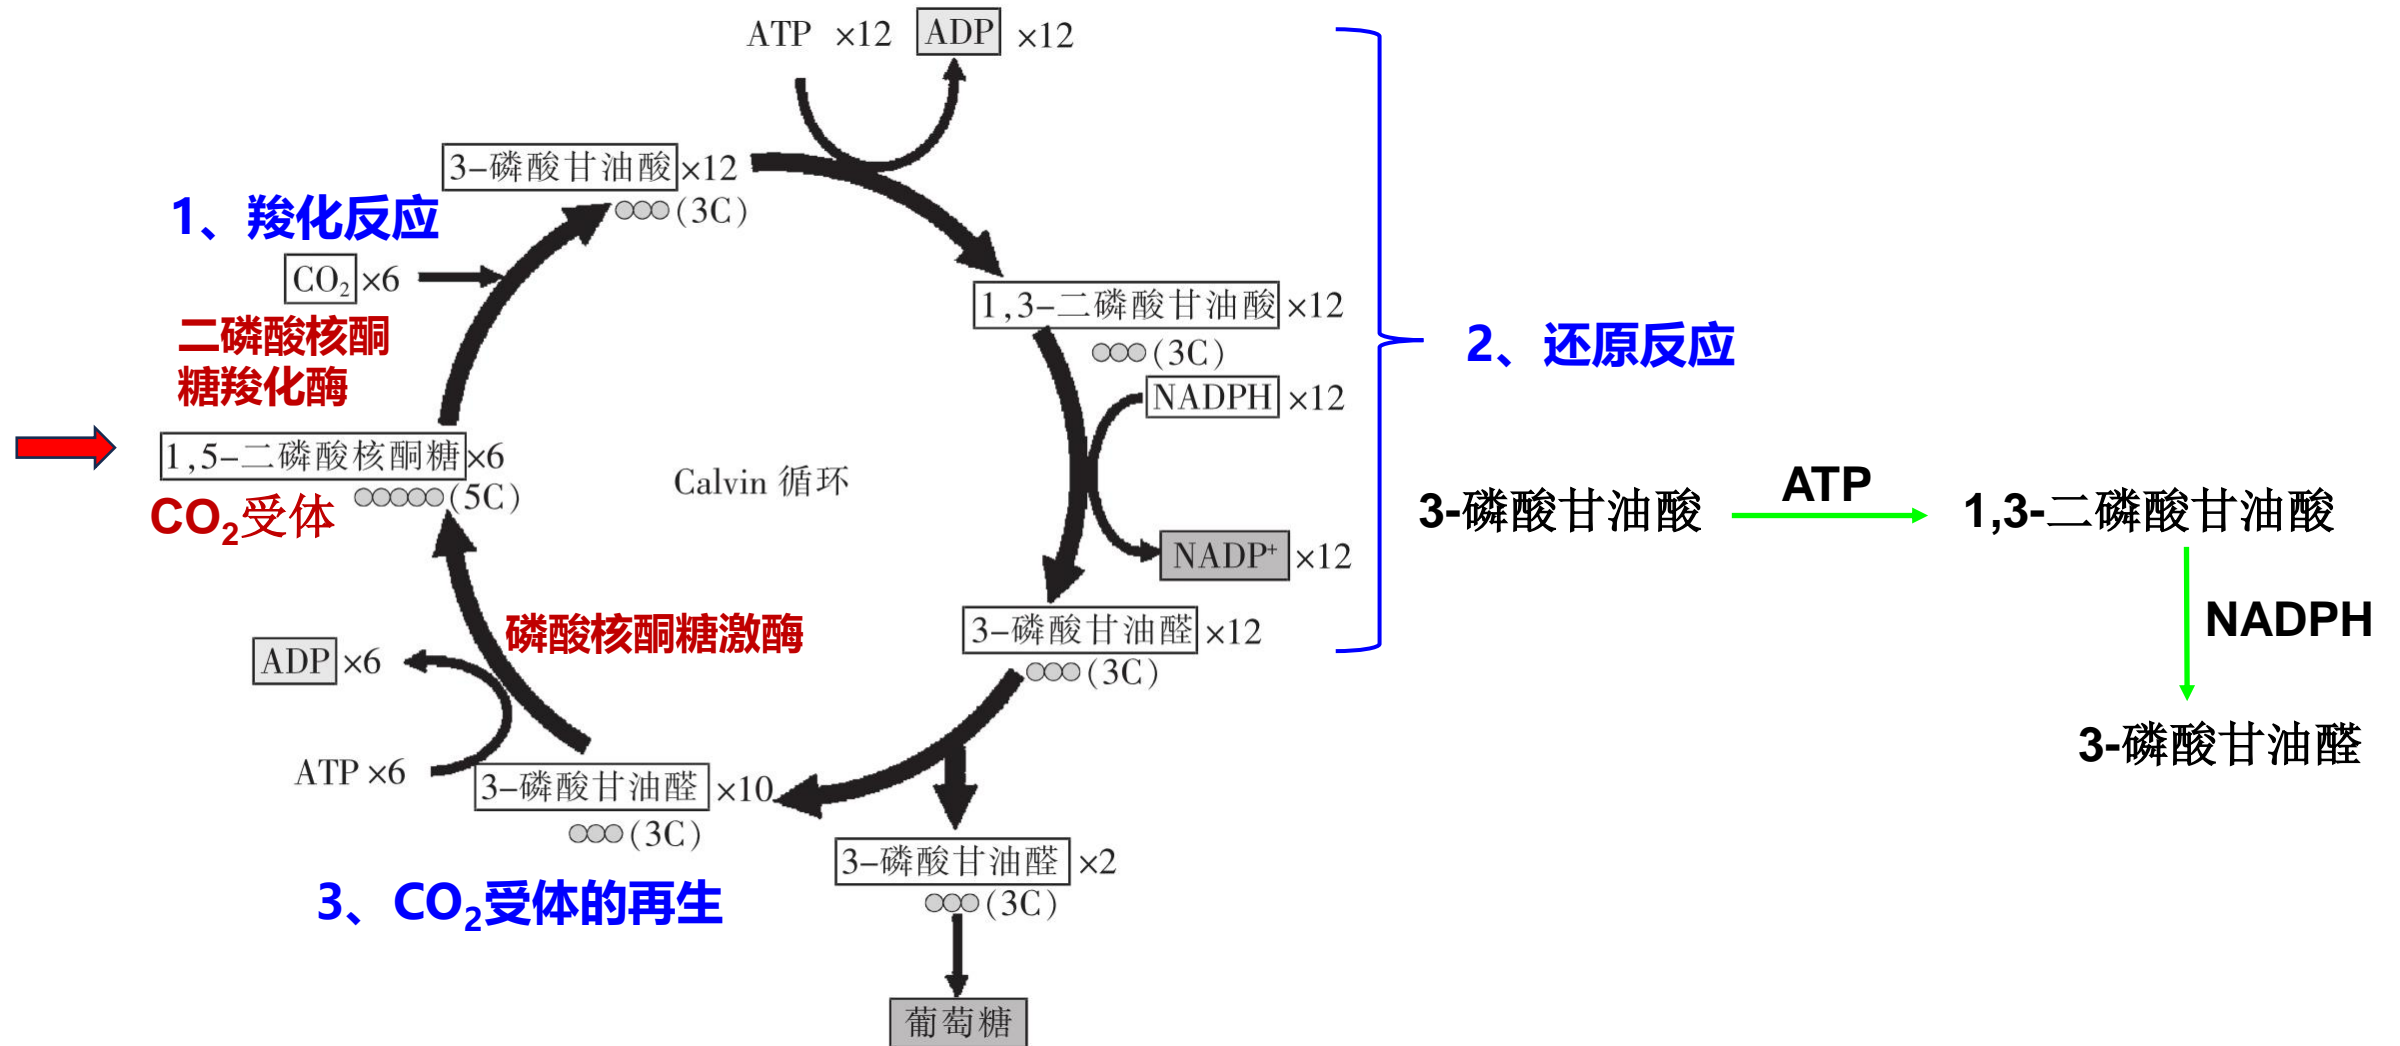 ATP ×12 ADP ×12
3-磷酸甘油酸×12
(3C)
1、羧化反应
CO₂×6
二磷酸核酮
糖羧化酶
1,5-二磷酸核酮糖×6
(5C)
CO₂受体
Calvin 循环
1,3-二磷酸甘油酸×12
(3C)
NADPH×12
NADP⁺×12
3-磷酸甘油醛×12
(3C)
2、还原反应
3-磷酸甘油酸
ATP
1,3-二磷酸甘油酸
NADPH
3-磷酸甘油醛
磷酸核酮糖激酶
ADP×6
ATP×6
3-磷酸甘油醛×10
(3C)
3-磷酸甘油醛×2
(3C)
3、CO₂受体的再生
葡萄糖